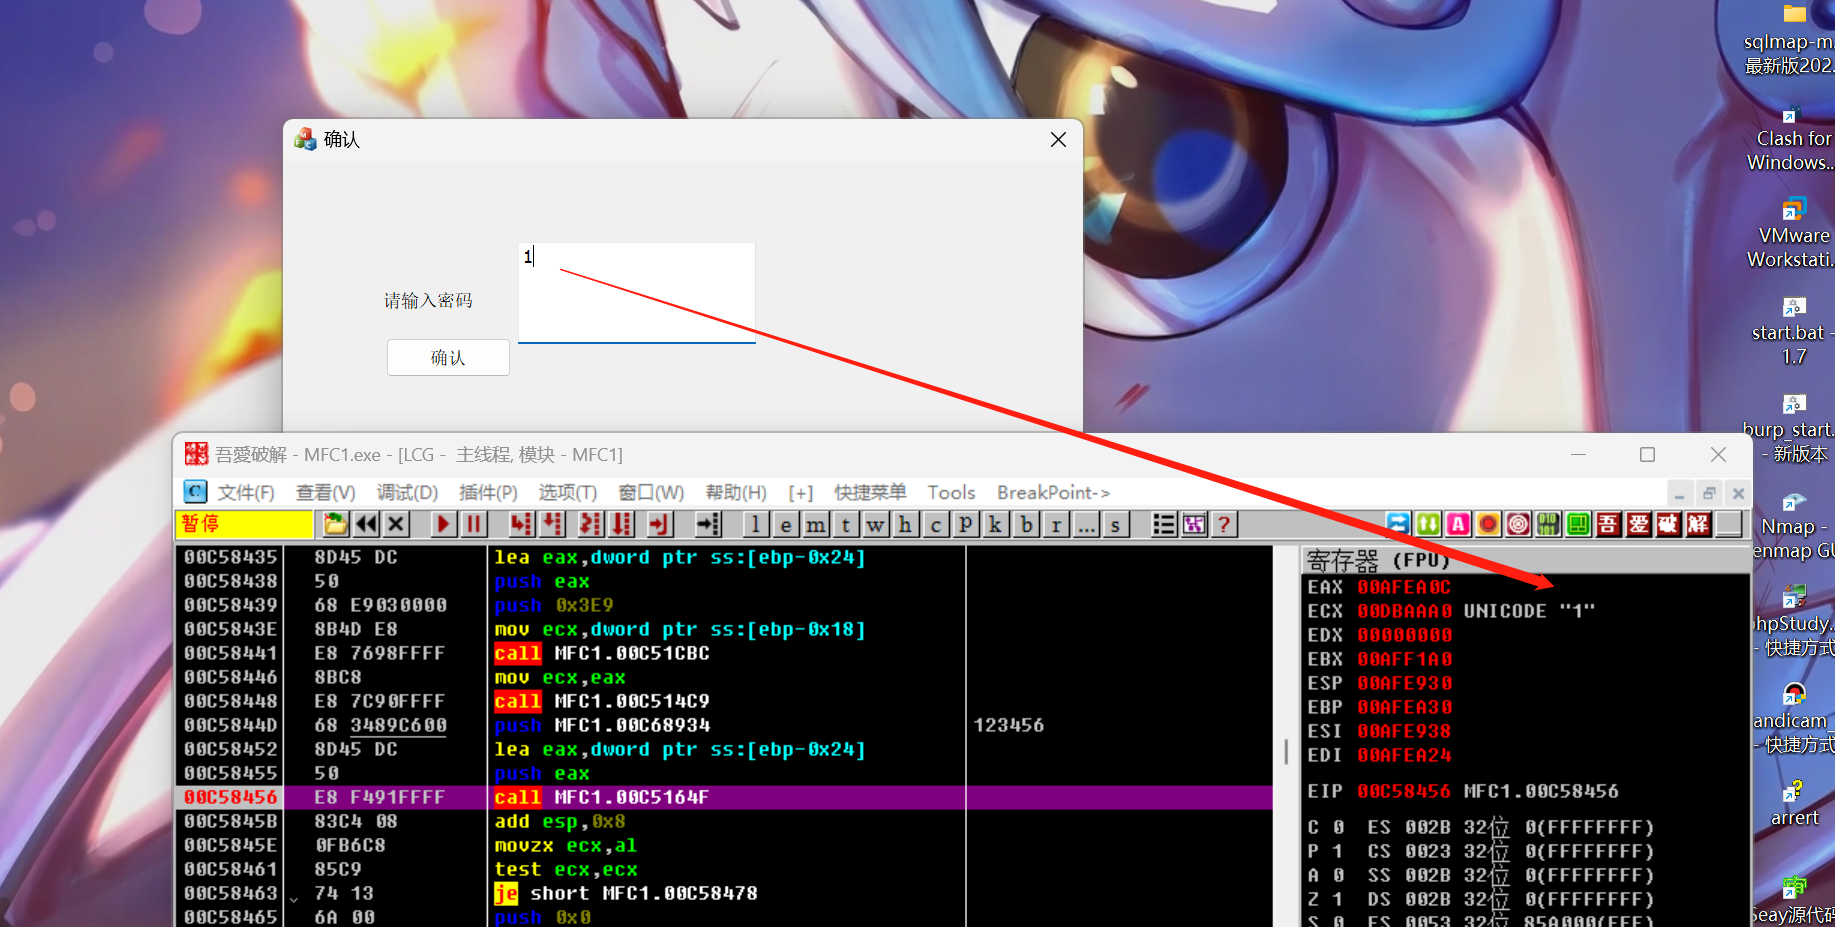 sqlmap-m...
最新版202...
确认
Clash for
Windows...
VMware
Workstati...
1
请输入密码
确认
start.bat -
1.7
burp_start.
- 新版本
吾愛破解 - MFC1.exe - [LCG - 主线程, 模块 - MFC1]
C 文件(F) 查看(V) 调试(D) 插件(P) 选项(T) 窗口(W) 帮助(H) [+] 快捷菜单 Tools BreakPoint->
暂停 l e m t w h c p k b r ... s ? A 吾 爱 破 解
Nmap -
enmap GU
寄存器 (FPU)
00C58435 8D45 DC lea eax,dword ptr ss:[ebp-0x24]
00C58438 50 push eax
00C58439 68 E9030000 push 0x3E9
00C5843E 8B4D E8 mov ecx,dword ptr ss:[ebp-0x18]
00C58441 E8 7698FFFF call MFC1.00C51CBC
00C58446 8BC8 mov ecx,eax
00C58448 E8 7C90FFFF call MFC1.00C514C9
00C5844D 68 3489C600 push MFC1.00C68934 123456
00C58452 8D45 DC lea eax,dword ptr ss:[ebp-0x24]
00C58455 50 push eax
00C58456 E8 F491FFFF call MFC1.00C5164F
00C5845B 83C4 08 add esp,0x8
00C5845E 0FB6C8 movzx ecx,al
00C58461 85C9 test ecx,ecx
00C58463 74 13 je short MFC1.00C58478
00C58465 6A 00 push 0x0
EAX 00AFEA0C
ECX 00DBAAA0 UNICODE "1"
EDX 00000000
EBX 00AFF1A0
ESP 00AFE930
EBP 00AFEA30
ESI 00AFE938
EDI 00AFEA24
EIP 00C58456 MFC1.00C58456
C 0 ES 002B 32位 0(FFFFFFFF)
P 1 CS 0023 32位 0(FFFFFFFF)
A 0 SS 002B 32位 0(FFFFFFFF)
Z 1 DS 002B 32位 0(FFFFFFFF)
S 0 FS 0053 32位 85A000(FFF)
hpStudy...
- 快捷方式
andicam_
- 快捷方式
arrert
Seay源代码